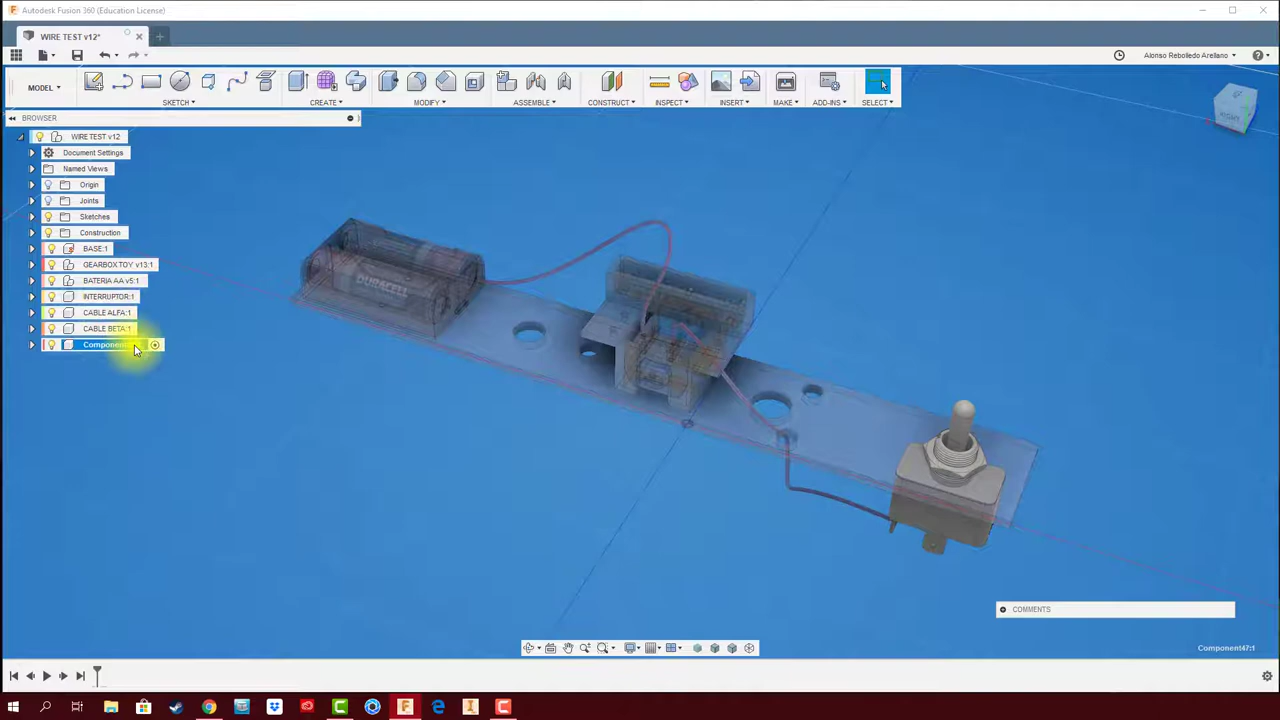 Autodesk Fusion 360 (Education License)
WIRE TEST v12*
Alonso Rebolledo Arellano
MODEL
SKETCH
CREATE
MODIFY
ASSEMBLE
CONSTRUCT
INSPECT
INSERT
MAKE
ADD-INS
SELECT
BROWSER
RIGHT
WIRE TEST v12
Document Settings
Named Views
Origin
Joints
Sketches
Construction
BASE:1
GEARBOX TOY v13:1
BATERIA AA v5:1
INTERRUPTOR:1
CABLE ALFA:1
CABLE BETA:1
Component
DURACELL
COMMENTS
Component47:1